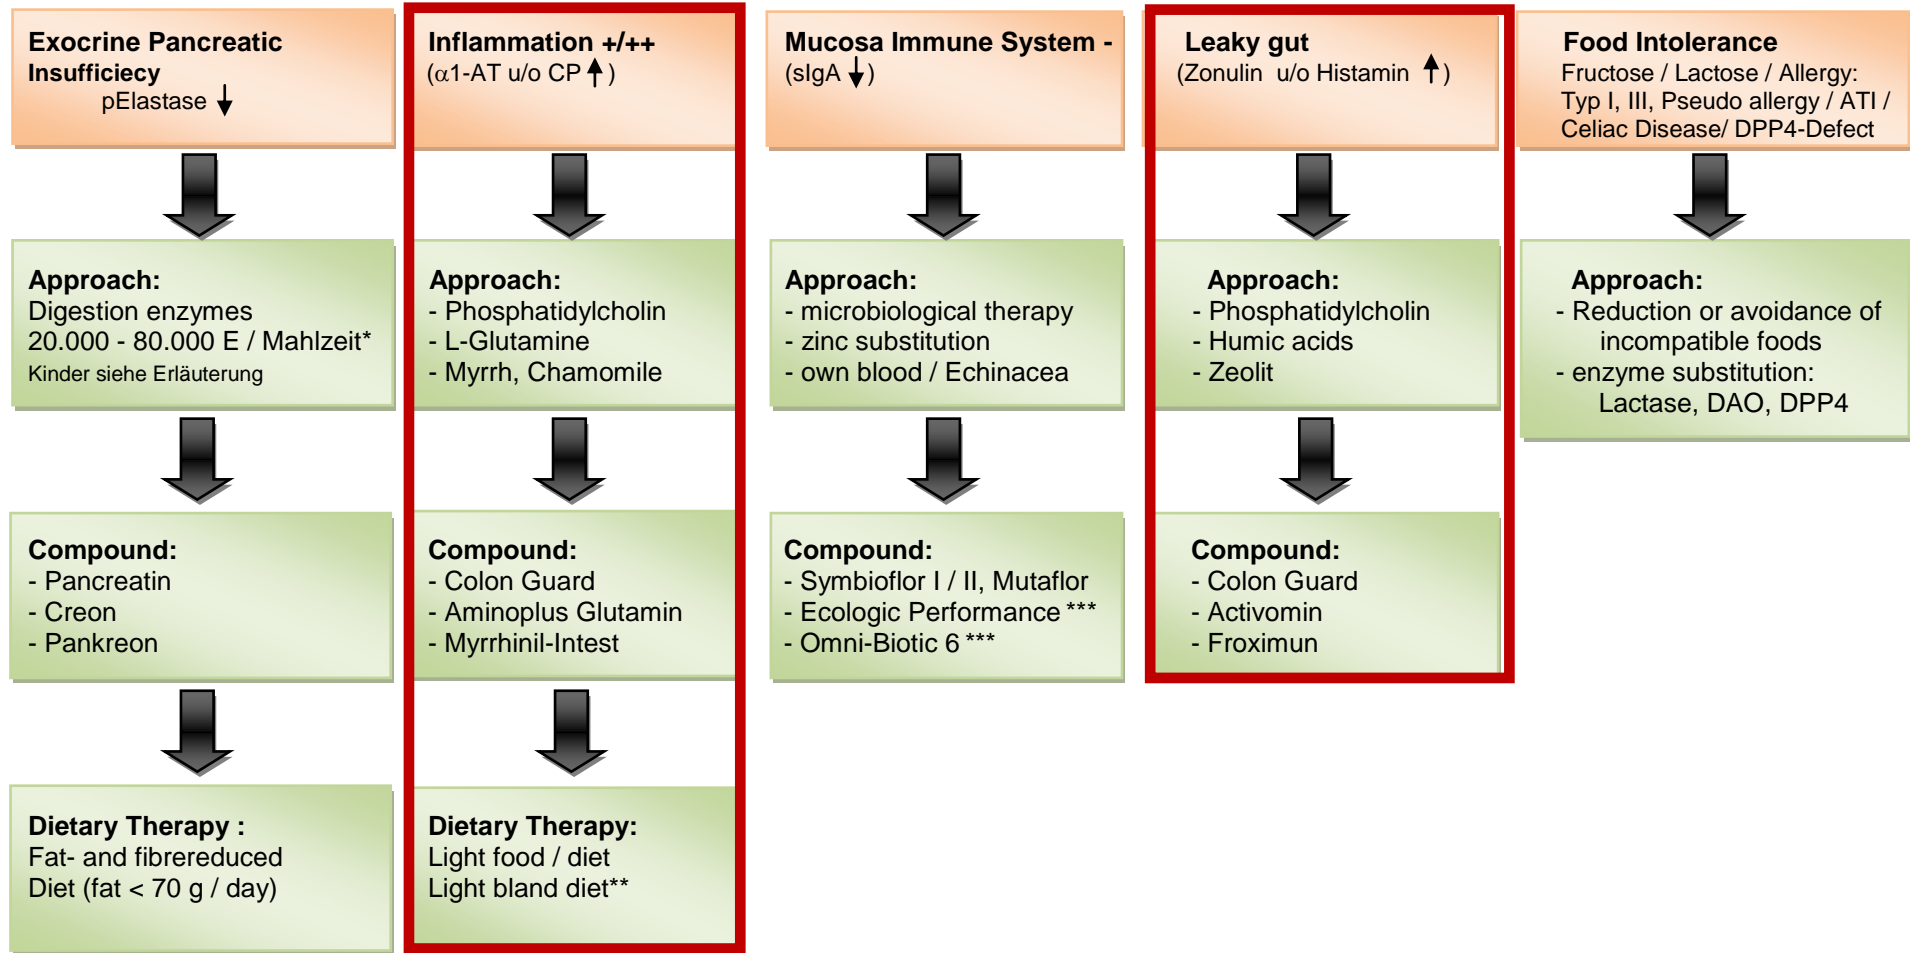 Exocrine Pancreatic
Insufficiecy
pElastase ↓
Inflammation +/++
(α1-AT u/o CP ↑)
Mucosa Immune System -
(sIgA ↓)
Leaky gut
(Zonulin u/o Histamin ↑)
Food Intolerance
Fructose / Lactose / Allergy:
Typ I, III, Pseudo allergy / ATI /
Celiac Disease/ DPP4-Defect
Approach:
Digestion enzymes
20.000 - 80.000 E / Mahlzeit*
Kinder siehe Erläuterung
Approach:
- Phosphatidylcholin
- L-Glutamine
- Myrrh, Chamomile
Approach:
- microbiological therapy
- zinc substitution
- own blood / Echinacea
Approach:
- Phosphatidylcholin
- Humic acids
- Zeolit
Approach:
- Reduction or avoidance of
incompatible foods
- enzyme substitution:
Lactase, DAO, DPP4
Compound:
- Pancreatin
- Creon
- Pankreon
Compound:
- Colon Guard
- Aminoplus Glutamin
- Myrrhinil-Intest
Compound:
- Symbioflor I / II, Mutaflor
- Ecologic Performance ***
- Omni-Biotic 6 ***
Compound:
- Colon Guard
- Activomin
- Froximun
Dietary Therapy :
Fat- and fibrereduced
Diet (fat < 70 g / day)
Dietary Therapy:
Light food / diet
Light bland diet**